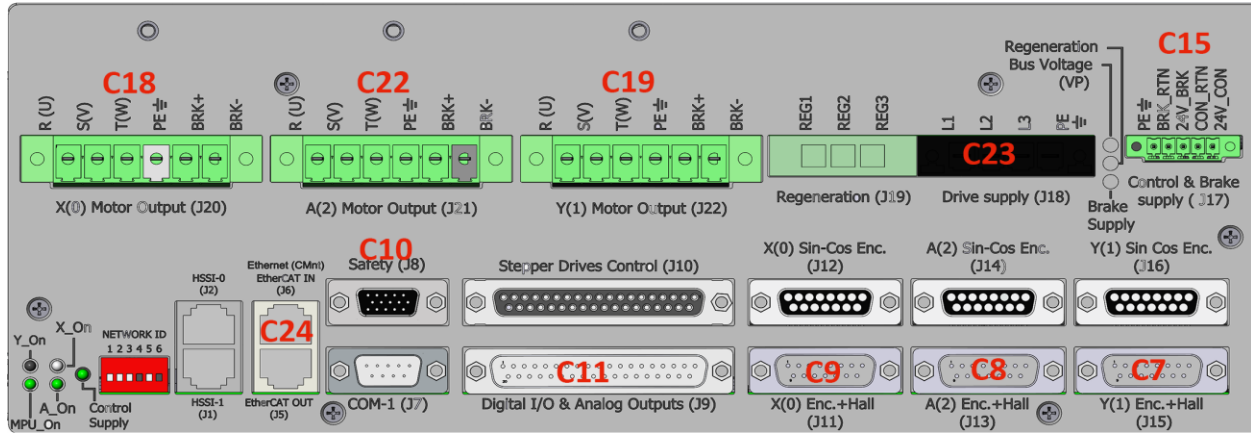 Regeneration
Bus Voltage
(VP)
C15
C18
C22
C19
R (U)
S(V)
T(W)
PE
BRK+
BRK-
R (U)
S(V)
T(W)
PE
BRK+
BRK-
R (U)
S(V)
T(W)
PE
BRK+
BRK-
REG1
REG2
REG3
L1
L2
L3
PE
PE
BRK_RTN
24V_BRK
CON_RTN
24V_CON
C23
X(0) Motor Output (J20)
A(2) Motor Output (J21)
Y(1) Motor Output (J22)
Regeneration (J19)
Drive supply (J18)
Brake
Supply
Control & Brake
supply ( J17)
C10
HSSI-0
(J2)
Ethernet (CMnt)
EtherCAT IN
(J6)
Safety (J8)
Stepper Drives Control (J10)
X(0) Sin-Cos Enc.
(J12)
A(2) Sin-Cos Enc.
(J14)
Y(1) Sin Cos Enc.
(J16)
C24
X_On
Y_On
NETWORK ID
1 2 3 4 5 6
C11
C9
C8
C7
MPU_On
A_On
Control
Supply
HSSI-1
(J1)
EtherCAT OUT
(J5)
COM-1 (J7)
Digital I/O & Analog Outputs (J9)
X(0) Enc.+Hall
(J11)
A(2) Enc.+Hall
(J13)
Y(1) Enc.+Hall
(J15)